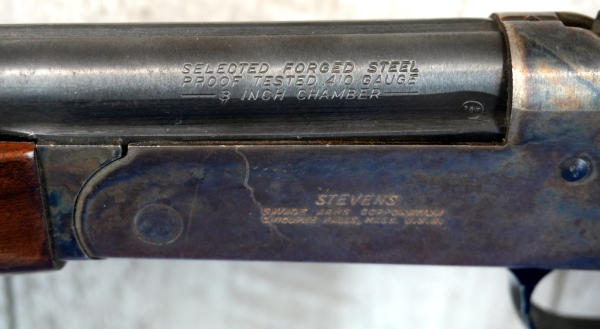 SELECTED FORGED STEEL
PROOF TESTED .410 GAUGE
3 INCH CHAMBER
STEVENS
SAVAGE ARMS CORPORATION
CHICOPEE FALLS, MASS. U.S.A.